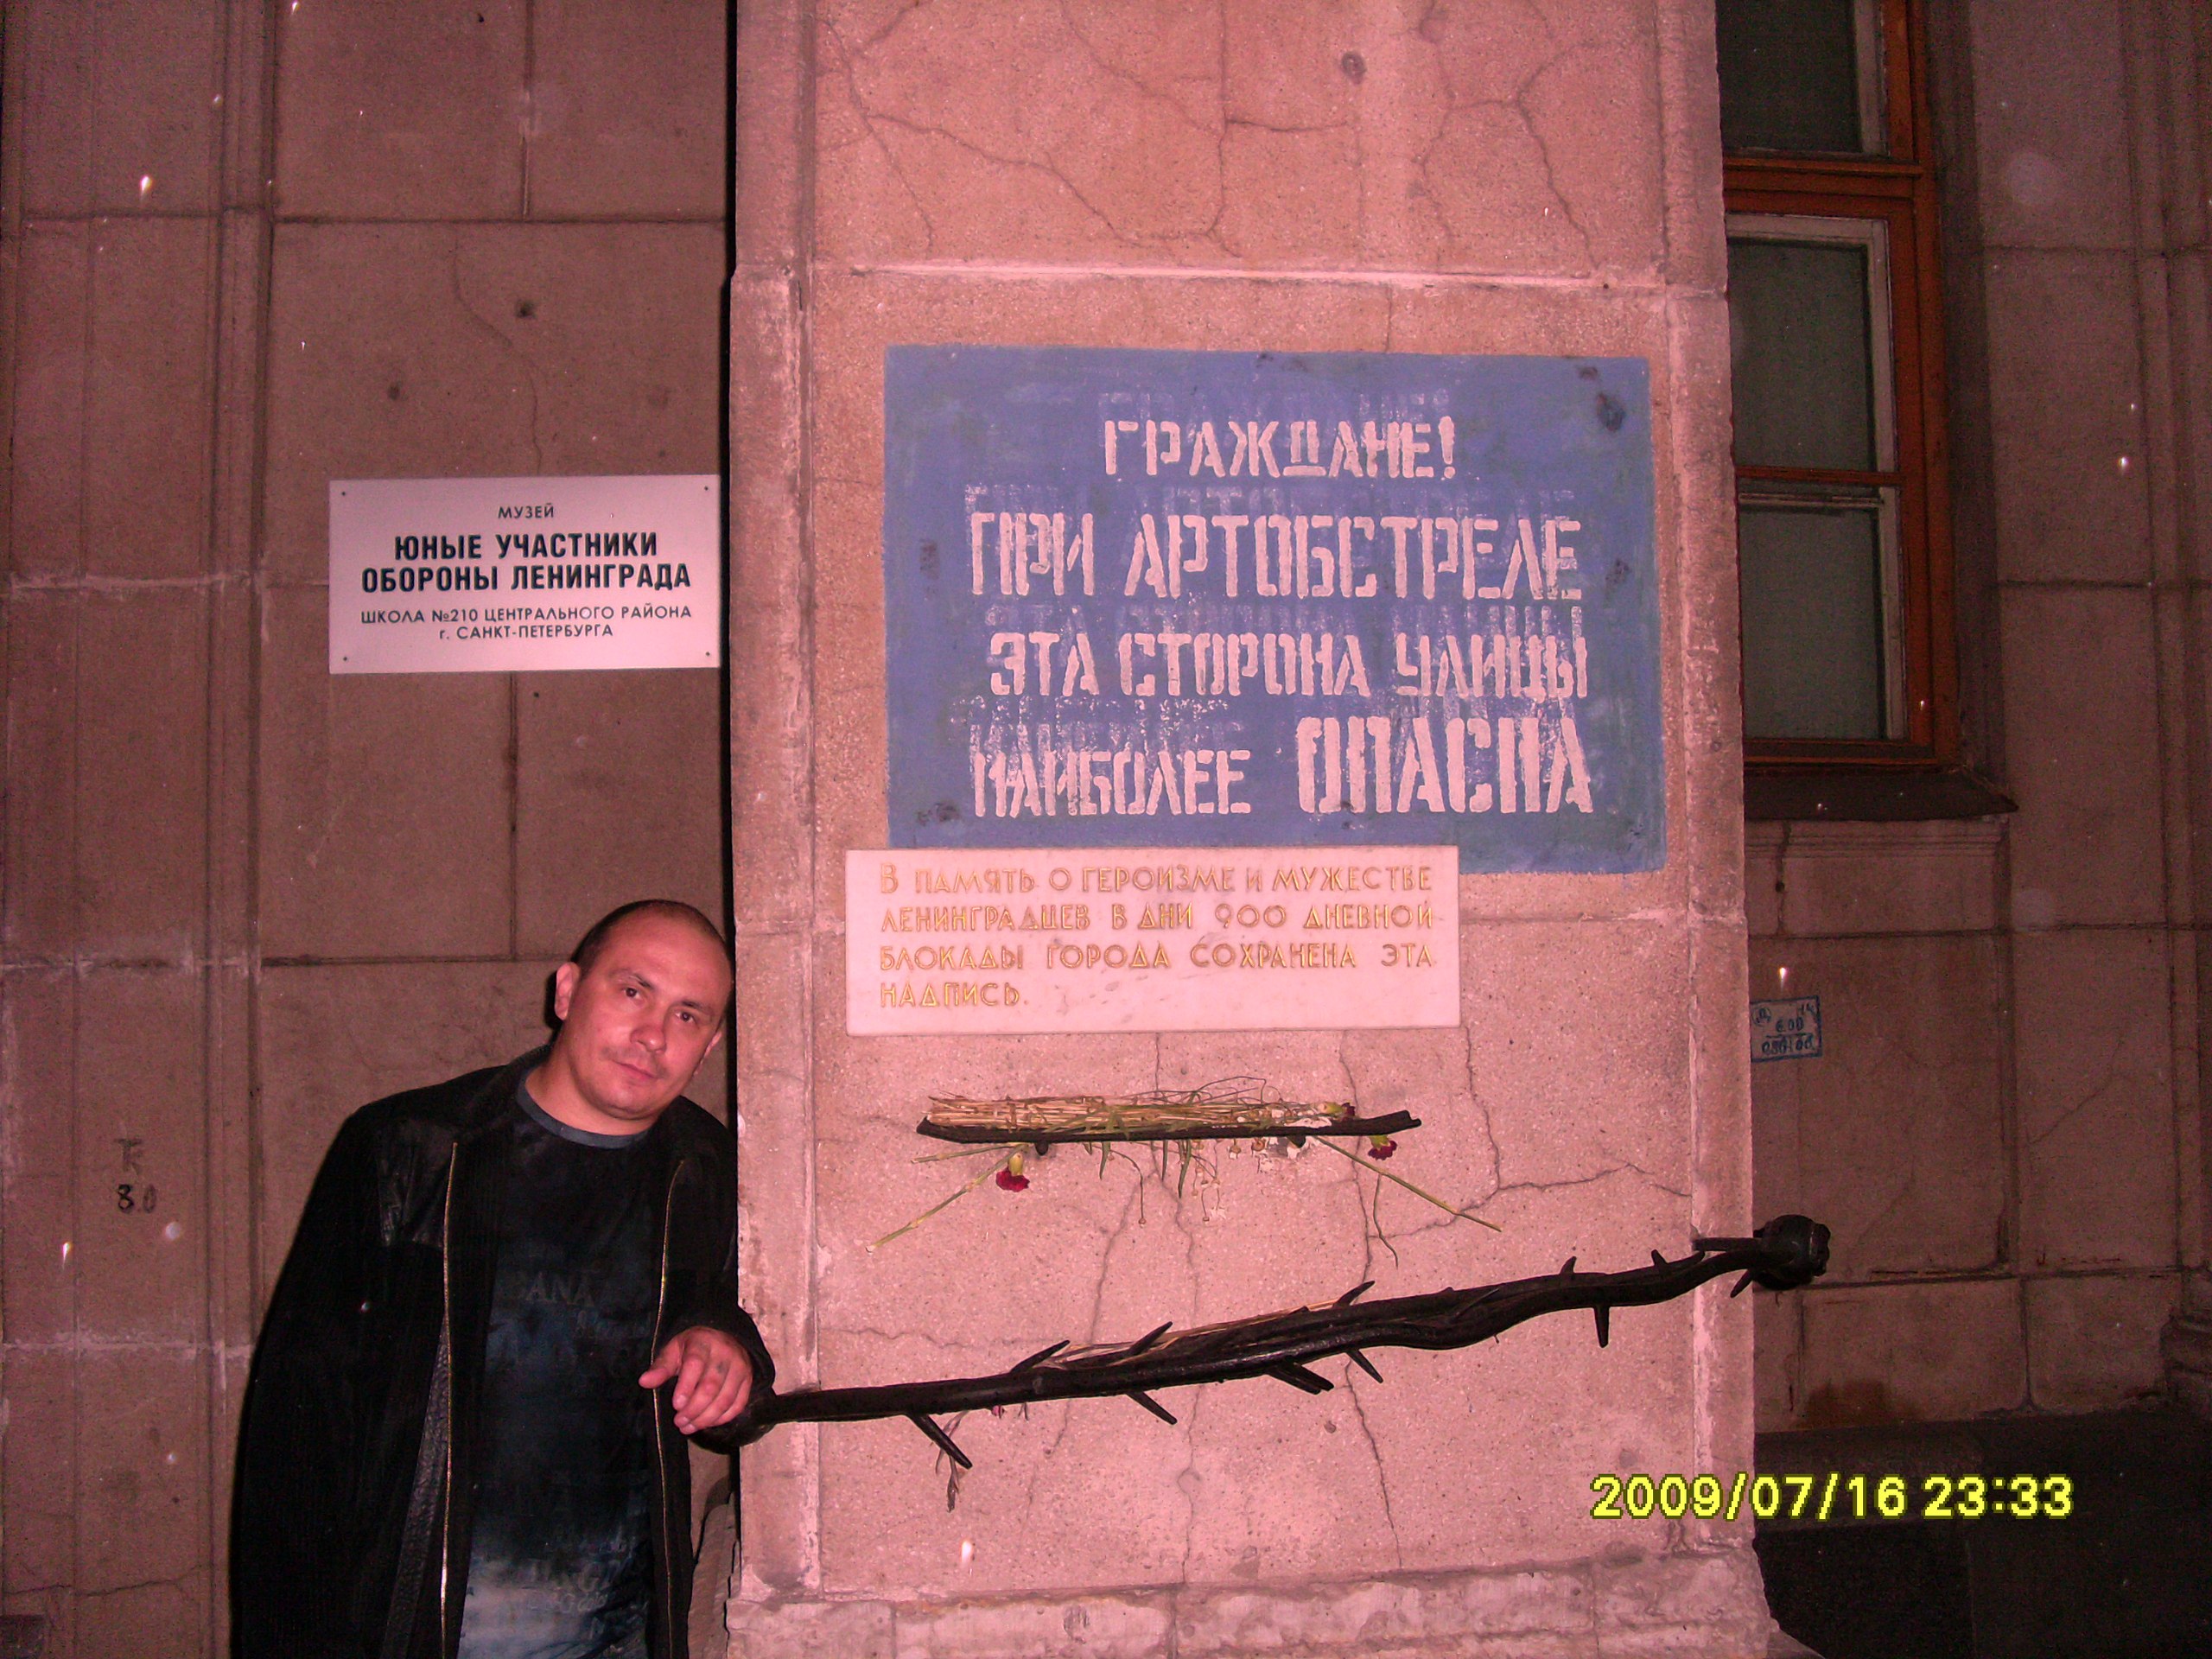 МУЗЕЙ
ЮНЫЕ УЧАСТНИКИ
ОБОРОНЫ ЛЕНИНГРАДА
ШКОЛА №210 ЦЕНТРАЛЬНОГО РАЙОНА
г. САНКТ-ПЕТЕРБУРГА
ГРАЖДАНЕ!
ПРИ АРТОБСТРЕЛЕ
ЭТА СТОРОНА УЛИЦЫ
НАИБОЛЕЕ ОПАСНА
В ПАМЯТЬ О ГЕРОИЗМЕ И МУЖЕСТВЕ
ЛЕНИНГРАДЦЕВ В ДНИ 900 ДНЕВНОЙ
БЛОКАДЫ ГОРОДА СОХРАНЕНА ЭТА
НАДПИСЬ.
2009/07/16 23:33